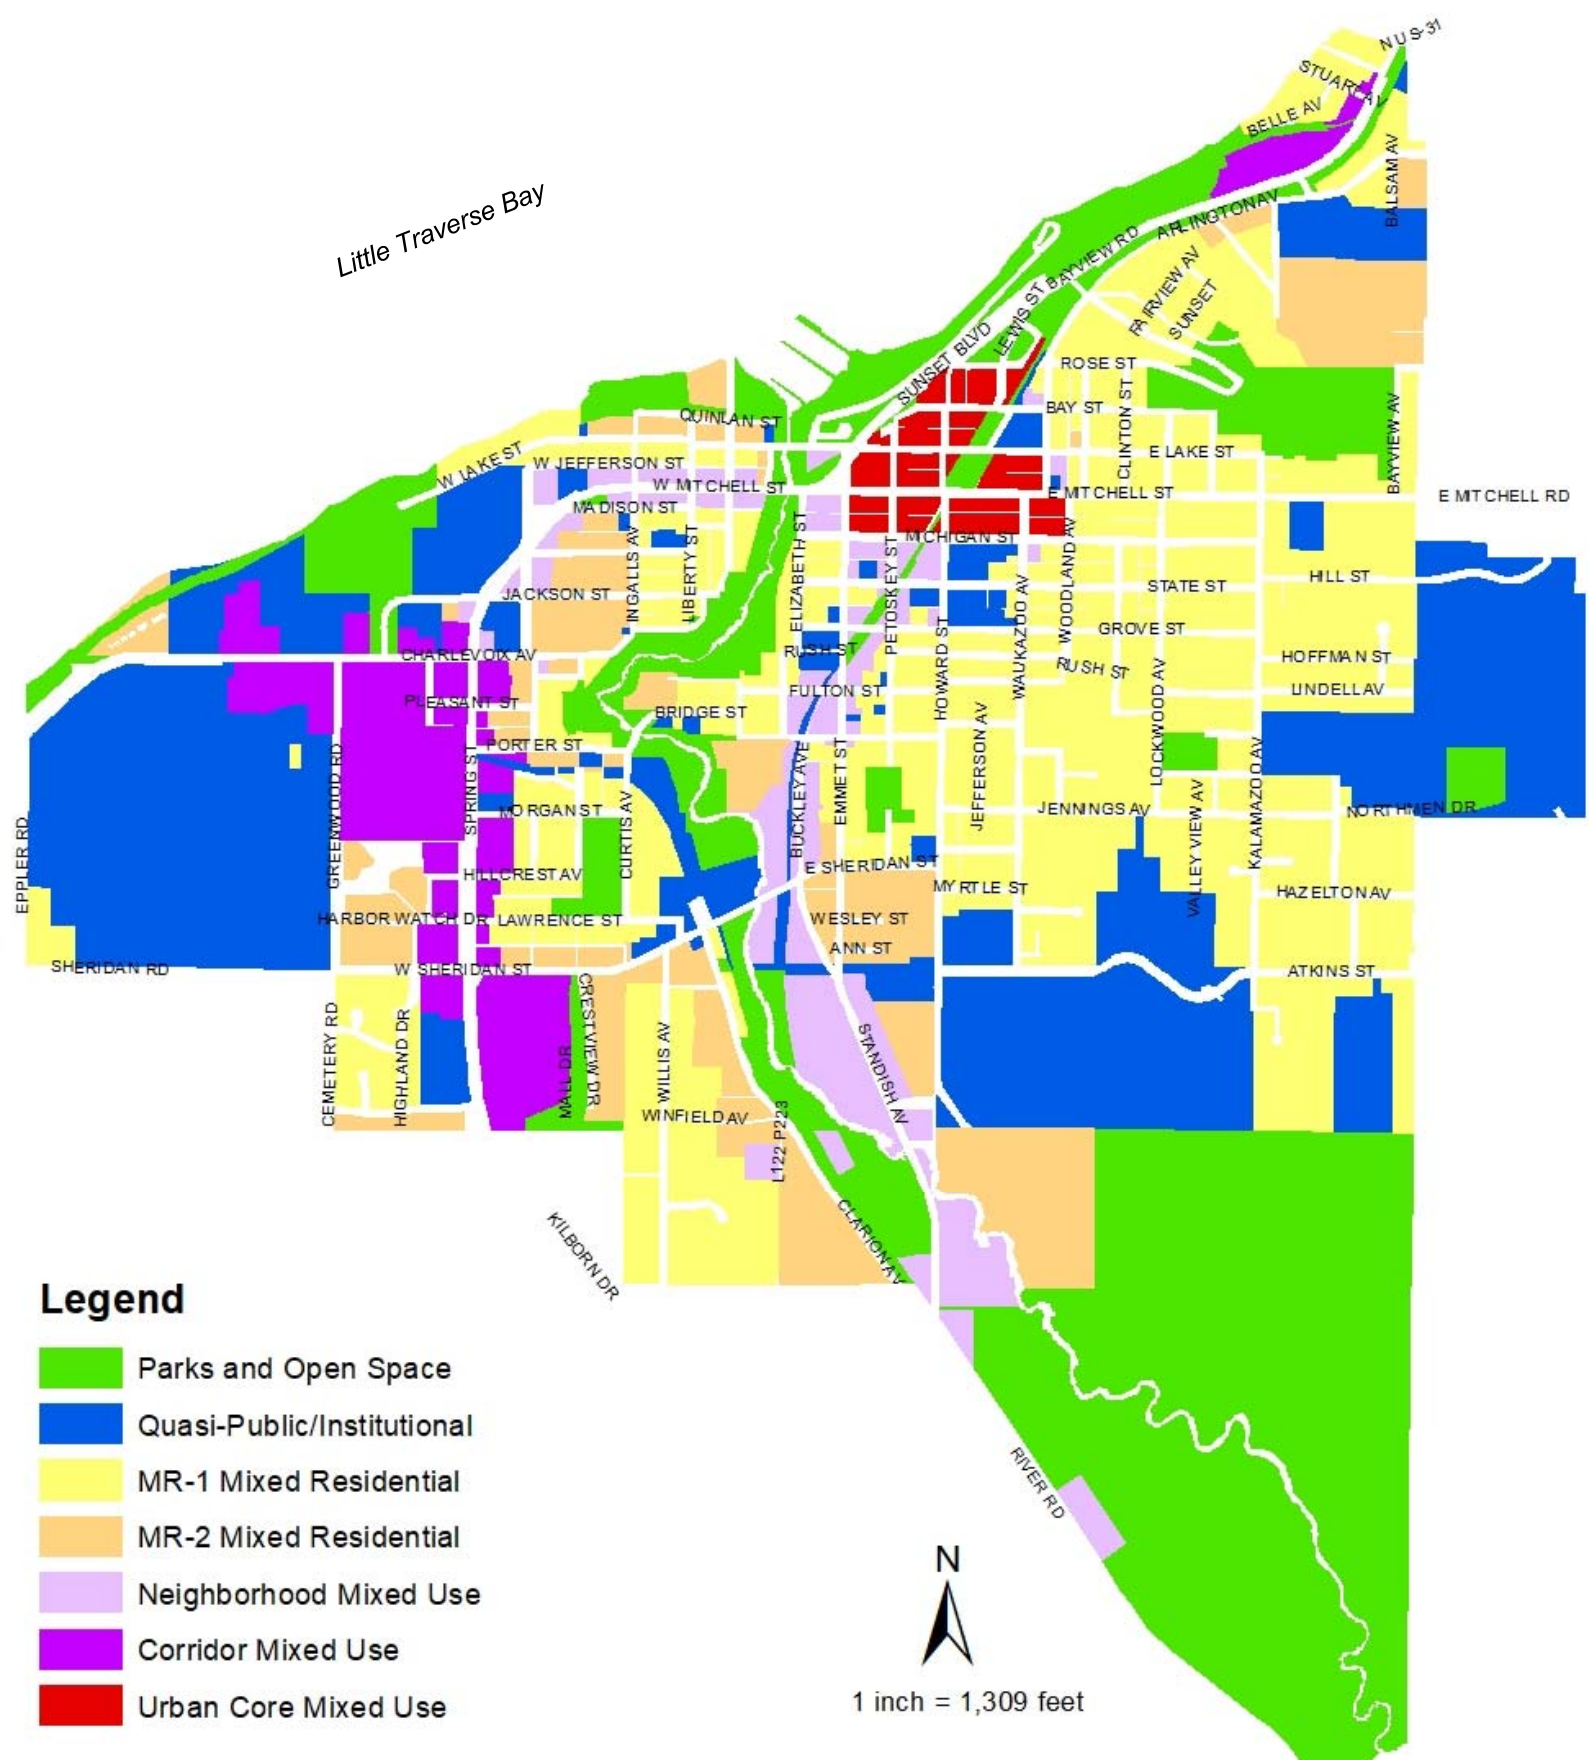 N US-31
STUART AV
BELLE AV
BALSAM AV
Little Traverse Bay
ARLINGTON AV
BAYVIEW RD
FAIRVIEW AV
SUNSET
LEWIS ST
SUNSET BLVD
ROSE ST
BAY ST
CLINTON ST
QUINLAN ST
E LAKE ST
BAYVIEW AV
W LAKE ST
W JEFFERSON ST
W MITCHELL ST
E MITCHELL ST
E MITCHELL RD
MADISON ST
MICHIGAN ST
INGALLS AV
LIBERTY ST
ELIZABETH ST
PETOSKEY ST
WOODLAND AV
JACKSON ST
STATE ST
HILL ST
HOWARD ST
WAUKAZOO AV
GROVE ST
CHARLEVOIX AV
RUSH ST
RUSH ST
HOFFMAN ST
PLEASANT ST
FULTON ST
LINDELL AV
BRIDGE ST
LOCKWOOD AV
PORTER ST
JEFFERSON AV
GREENWOOD RD
SPRING ST
BUCKLEY AVE
EMMET ST
KALAMAZOO AV
MORGAN ST
CURTIS AV
JENNINGS AV
VALLEY VIEW AV
NORTHMEN DR
EPPLER RD
HILLCREST AV
E SHERIDAN ST
MYRTLE ST
HAZELTON AV
HARBOR WATCH DR
LAWRENCE ST
WESLEY ST
ANN ST
SHERIDAN RD
W SHERIDAN ST
ATKINS ST
CEMETERY RD
HIGHLAND DR
MALL DR
CRESTVIEW DR
WILLIS AV
STANDISH AV
WINFIELD AV
L122 P223
KILBORN DR
CLARION AV
RIVER RD
Legend
Parks and Open Space
Quasi-Public/Institutional
MR-1 Mixed Residential
MR-2 Mixed Residential
Neighborhood Mixed Use
Corridor Mixed Use
Urban Core Mixed Use
N
1 inch = 1,309 feet